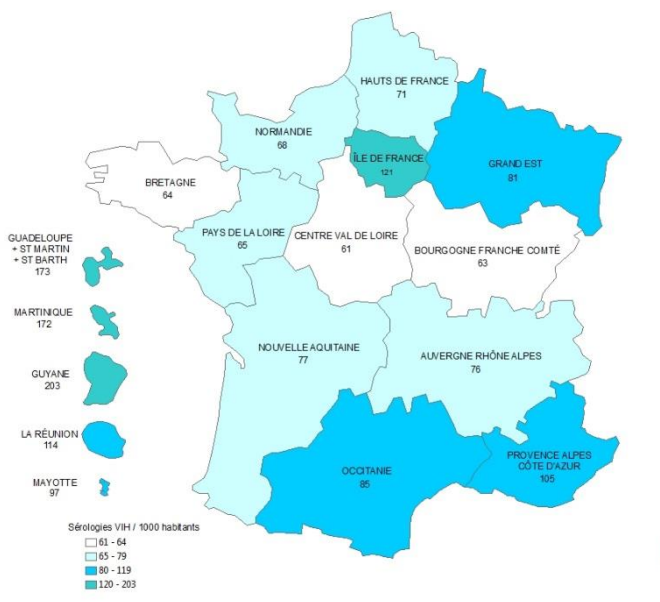 HAUTS DE FRANCE
71
NORMANDIE
68
ÎLE DE FRANCE
121
GRAND EST
81
BRETAGNE
64
PAYS DE LA LOIRE
65
CENTRE VAL DE LOIRE
61
BOURGOGNE FRANCHE COMTÉ
63
GUADELOUPE
+ ST MARTIN
+ ST BARTH
173
MARTINIQUE
172
NOUVELLE AQUITAINE
77
AUVERGNE RHÔNE ALPES
76
GUYANE
203
LA RÉUNION
114
MAYOTTE
97
OCCITANIE
85
PROVENCE ALPES
CÔTE D'AZUR
105
Sérologies VIH / 1000 habitants
61 - 64
65 - 79
80 - 119
120 - 203